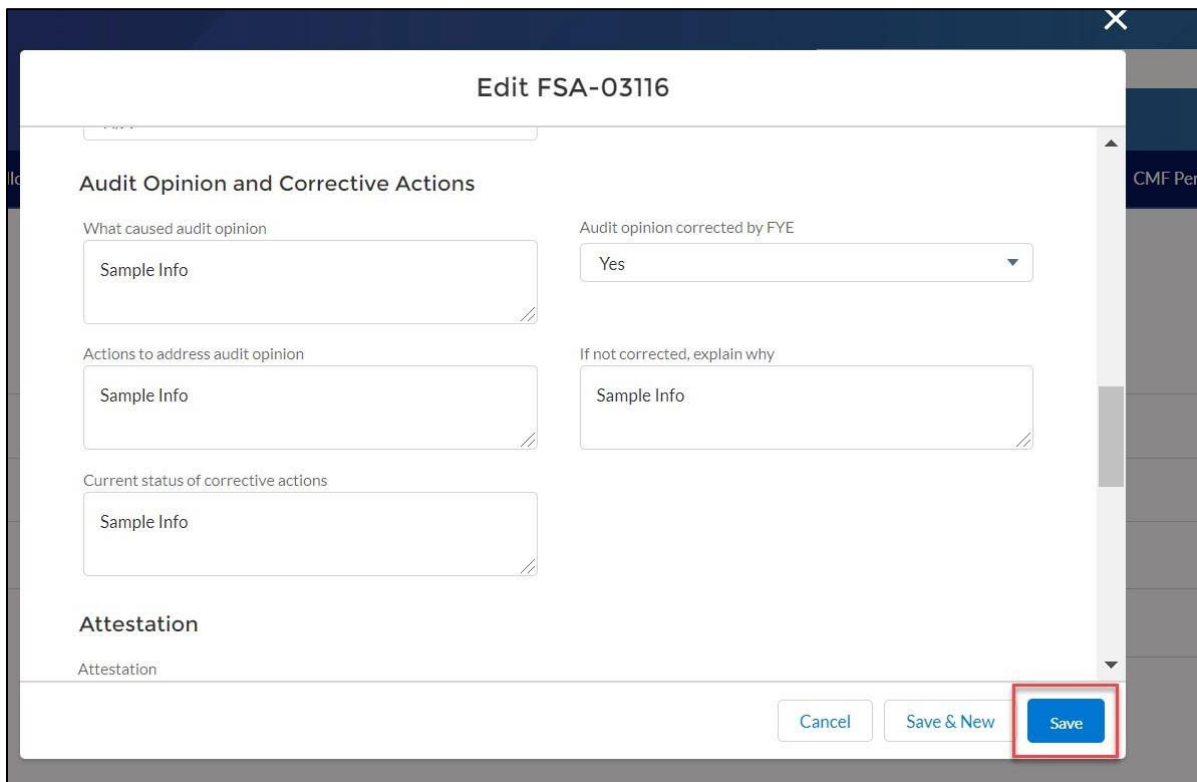 Edit FSA-03116
CMF Per
Audit Opinion and Corrective Actions
What caused audit opinion
Sample Info
Audit opinion corrected by FYE
Yes
Actions to address audit opinion
Sample Info
If not corrected, explain why
Sample Info
Current status of corrective actions
Sample Info
Attestation
Attestation
Cancel
Save & New
Save